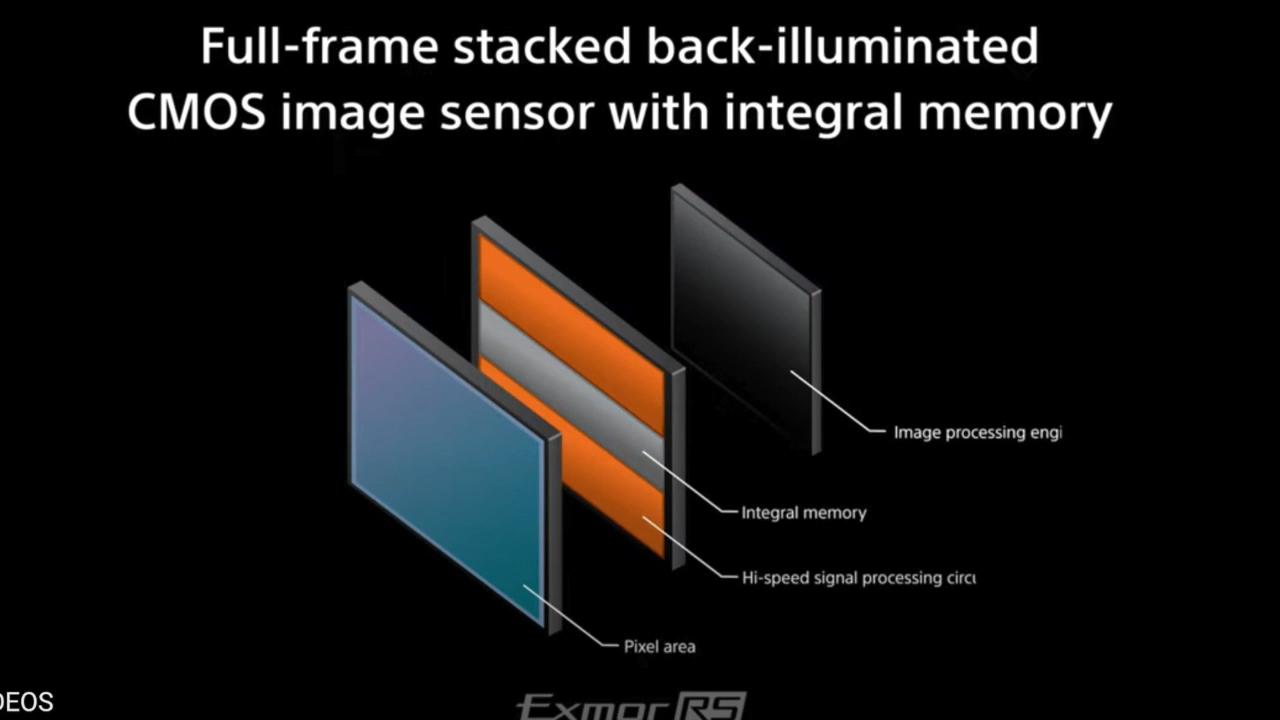 Full-frame stacked back-illuminated
CMOS image sensor with integral memory
Image processing engi
Integral memory
Hi-speed signal processing circu
Pixel area
DEOS
Exmor RS